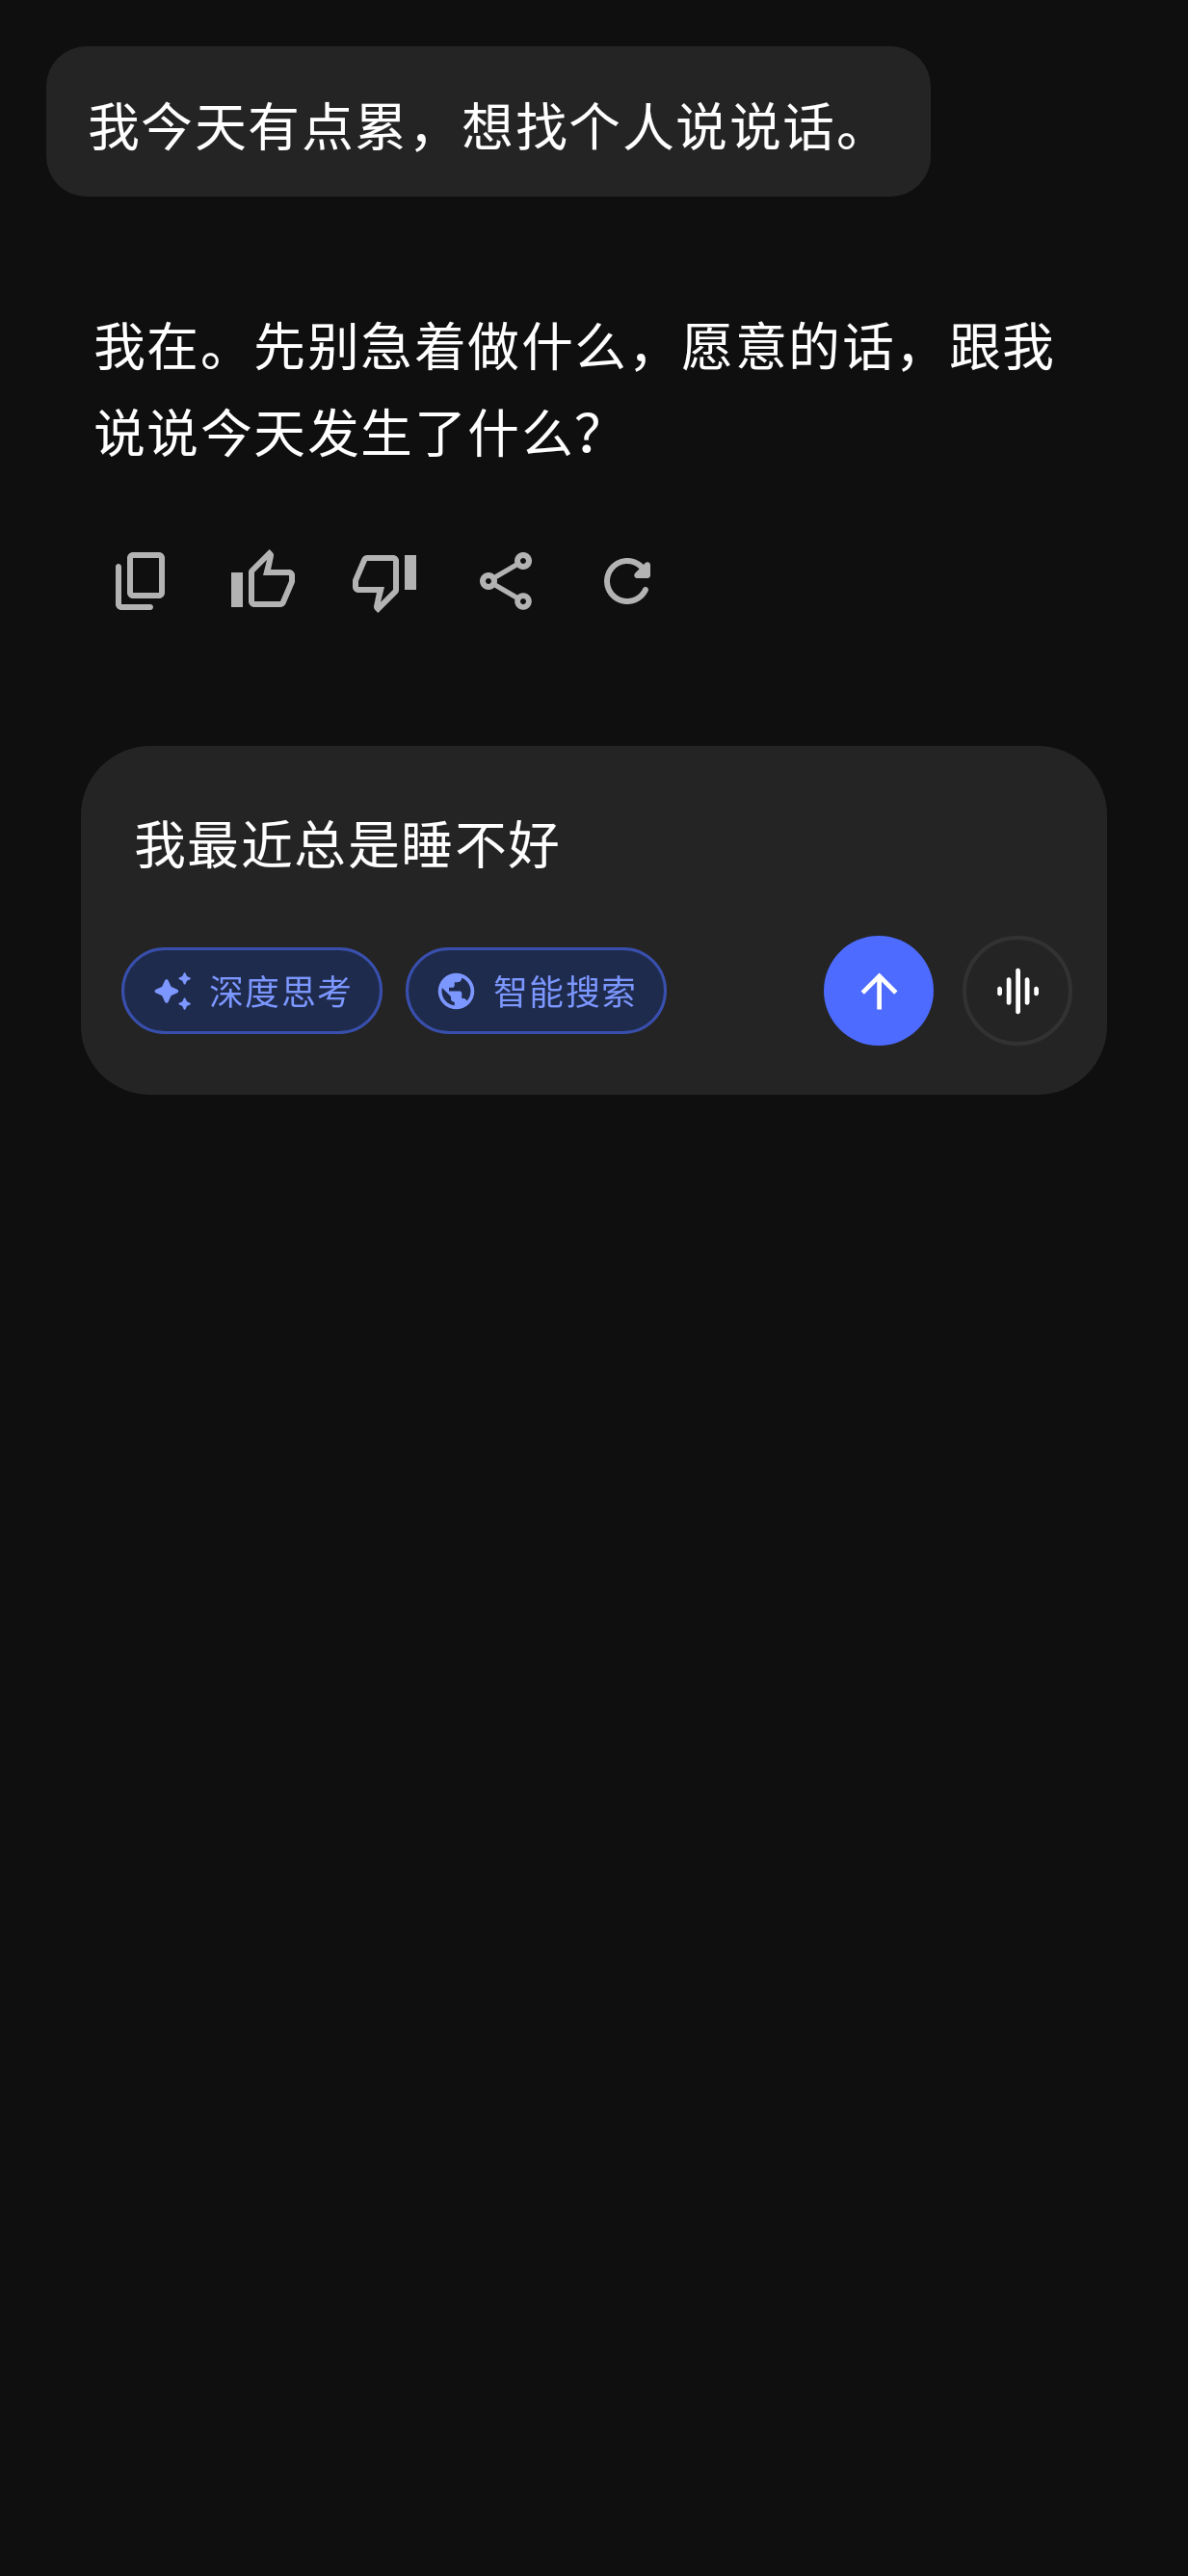 我今天有点累，想找个人说说话。
我在。先别急着做什么，愿意的话，跟我
说说今天发生了什么？
我最近总是睡不好
深度思考
智能搜索